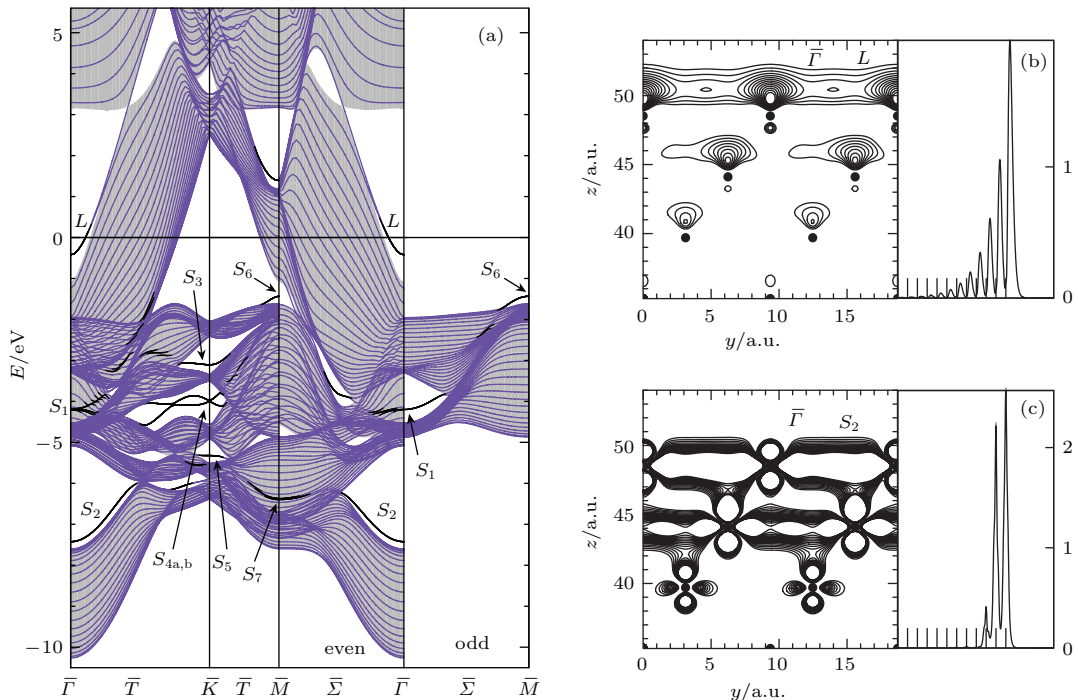 (a)
5
0
−5
−10
E/eV
L
L
S3
S6
S6
S1
S1
S2
S2
S4a,b
S5
S7
even
odd
Γ̅ T̅ K̅ T̅ M̅ Σ Γ̅ Σ̅ M̅
(b)
Γ̅ L
50
45
40
z/a.u.
1
0
0 5 10 15
y/a.u.
(c)
Γ̅ S2
50
45
40
z/a.u.
2
1
0
0 5 10 15
y/a.u.